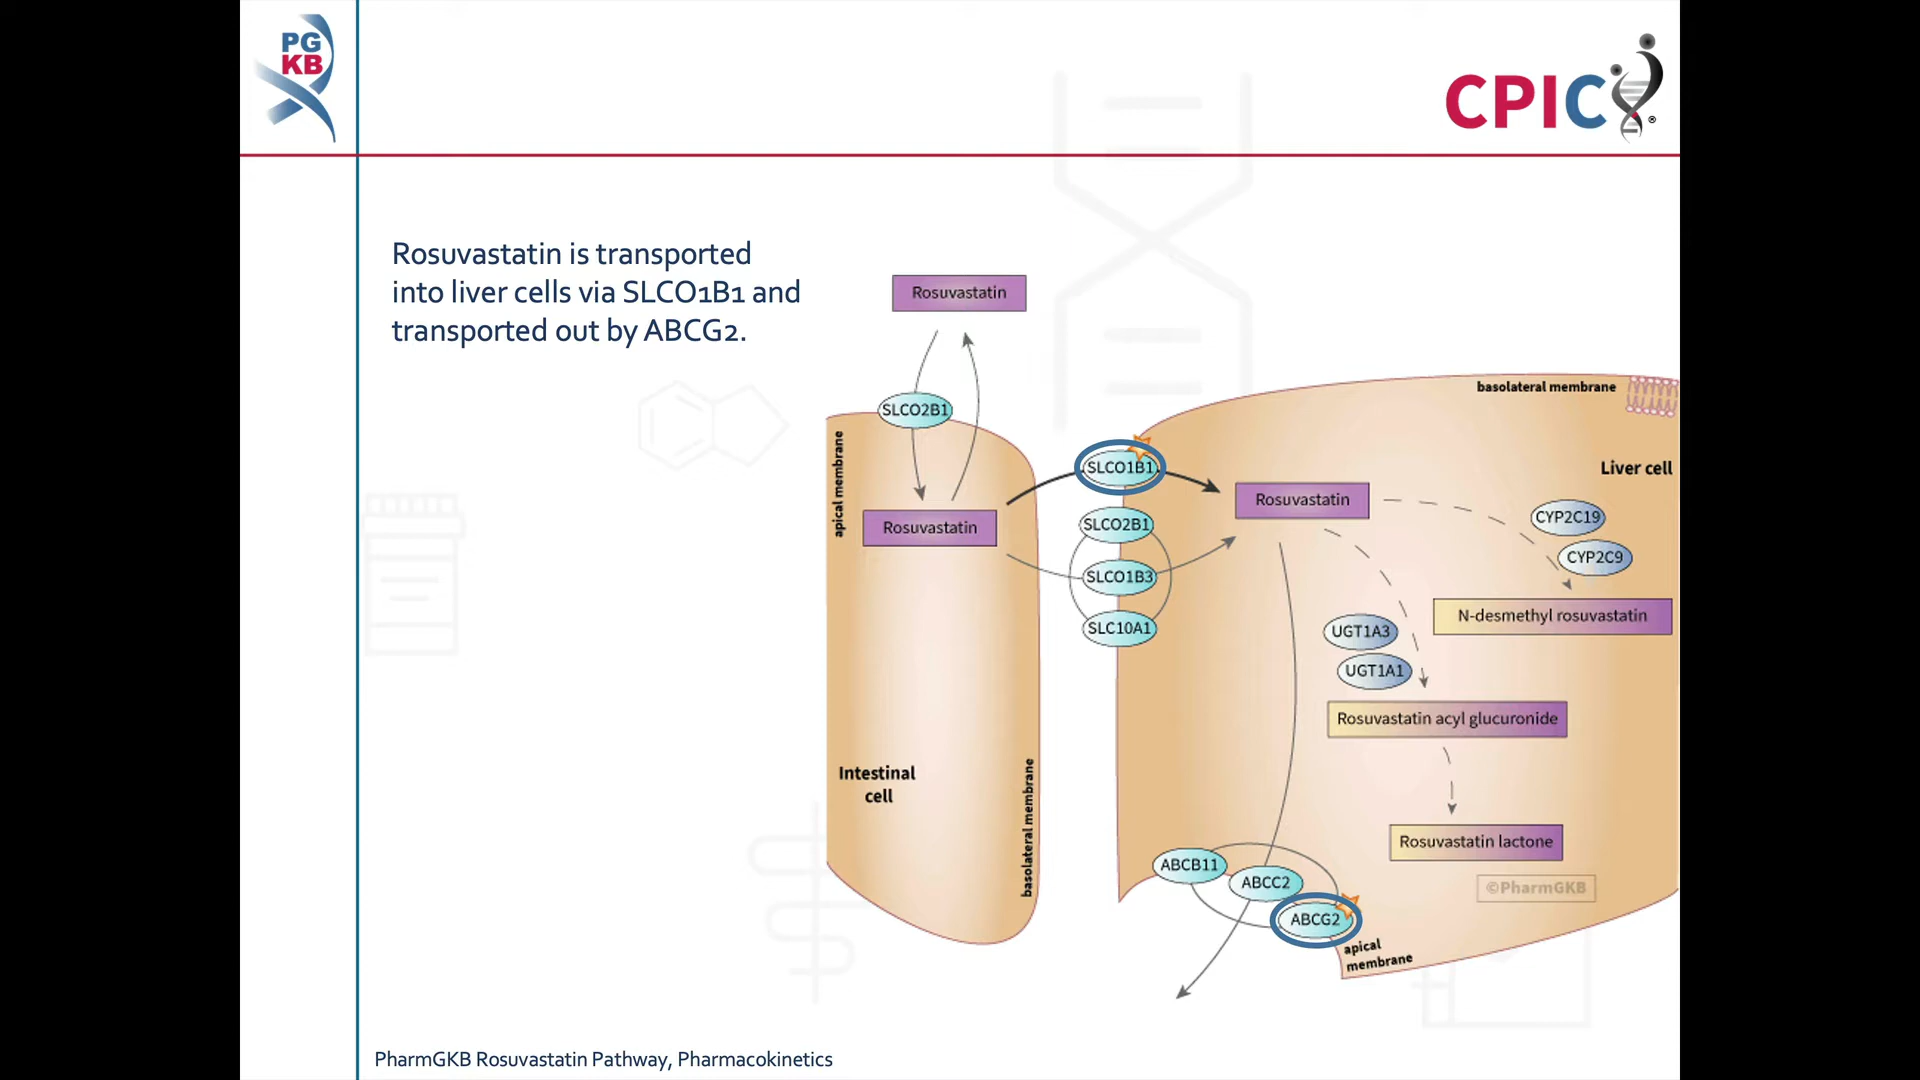 PG
KB
CPIC
®
Rosuvastatin is transported
into liver cells via SLCO1B1 and
transported out by ABCG2.
Rosuvastatin
SLCO2B1
apical membrane
Rosuvastatin
Intestinal
cell
basolateral membrane
basolateral membrane
Liver cell
SLCO1B1
SLCO2B1
SLCO1B3
SLC10A1
Rosuvastatin
CYP2C19
CYP2C9
N-desmethyl rosuvastatin
UGT1A3
UGT1A1
Rosuvastatin acyl glucuronide
Rosuvastatin lactone
©PharmGKB
ABCB11
ABCC2
ABCG2
apical
membrane
PharmGKB Rosuvastatin Pathway, Pharmacokinetics